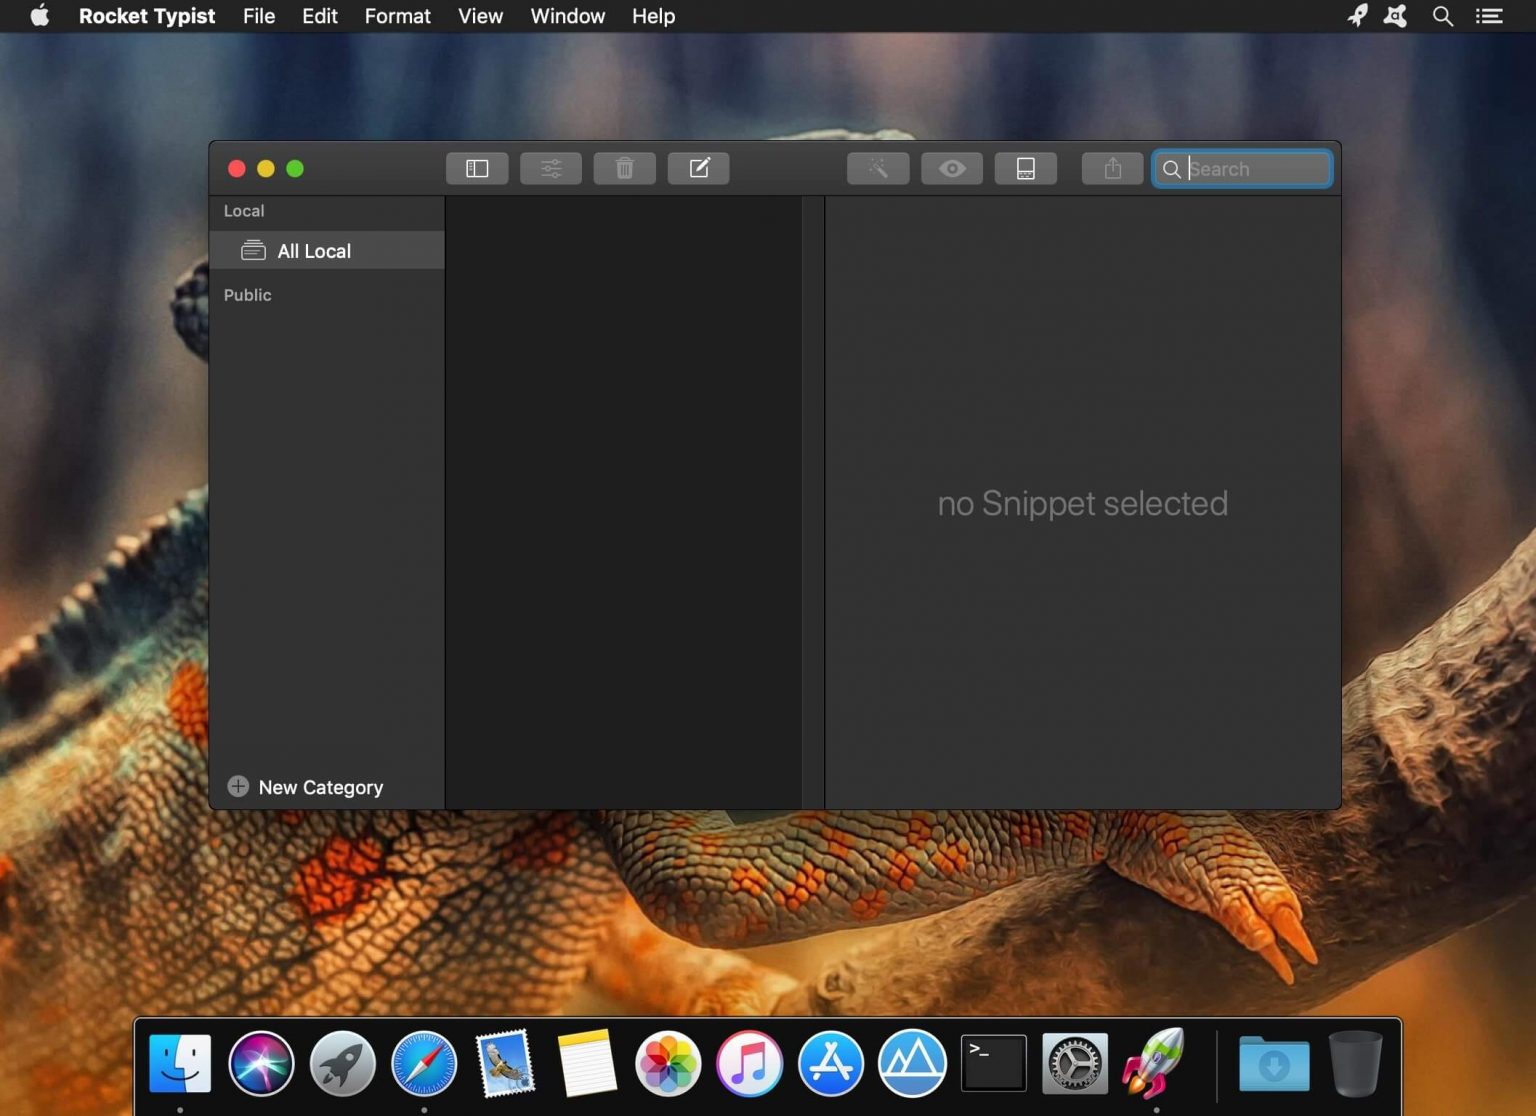 Rocket Typist File Edit Format View Window Help
Search
Local
All Local
Public
no Snippet selected
New Category
>_